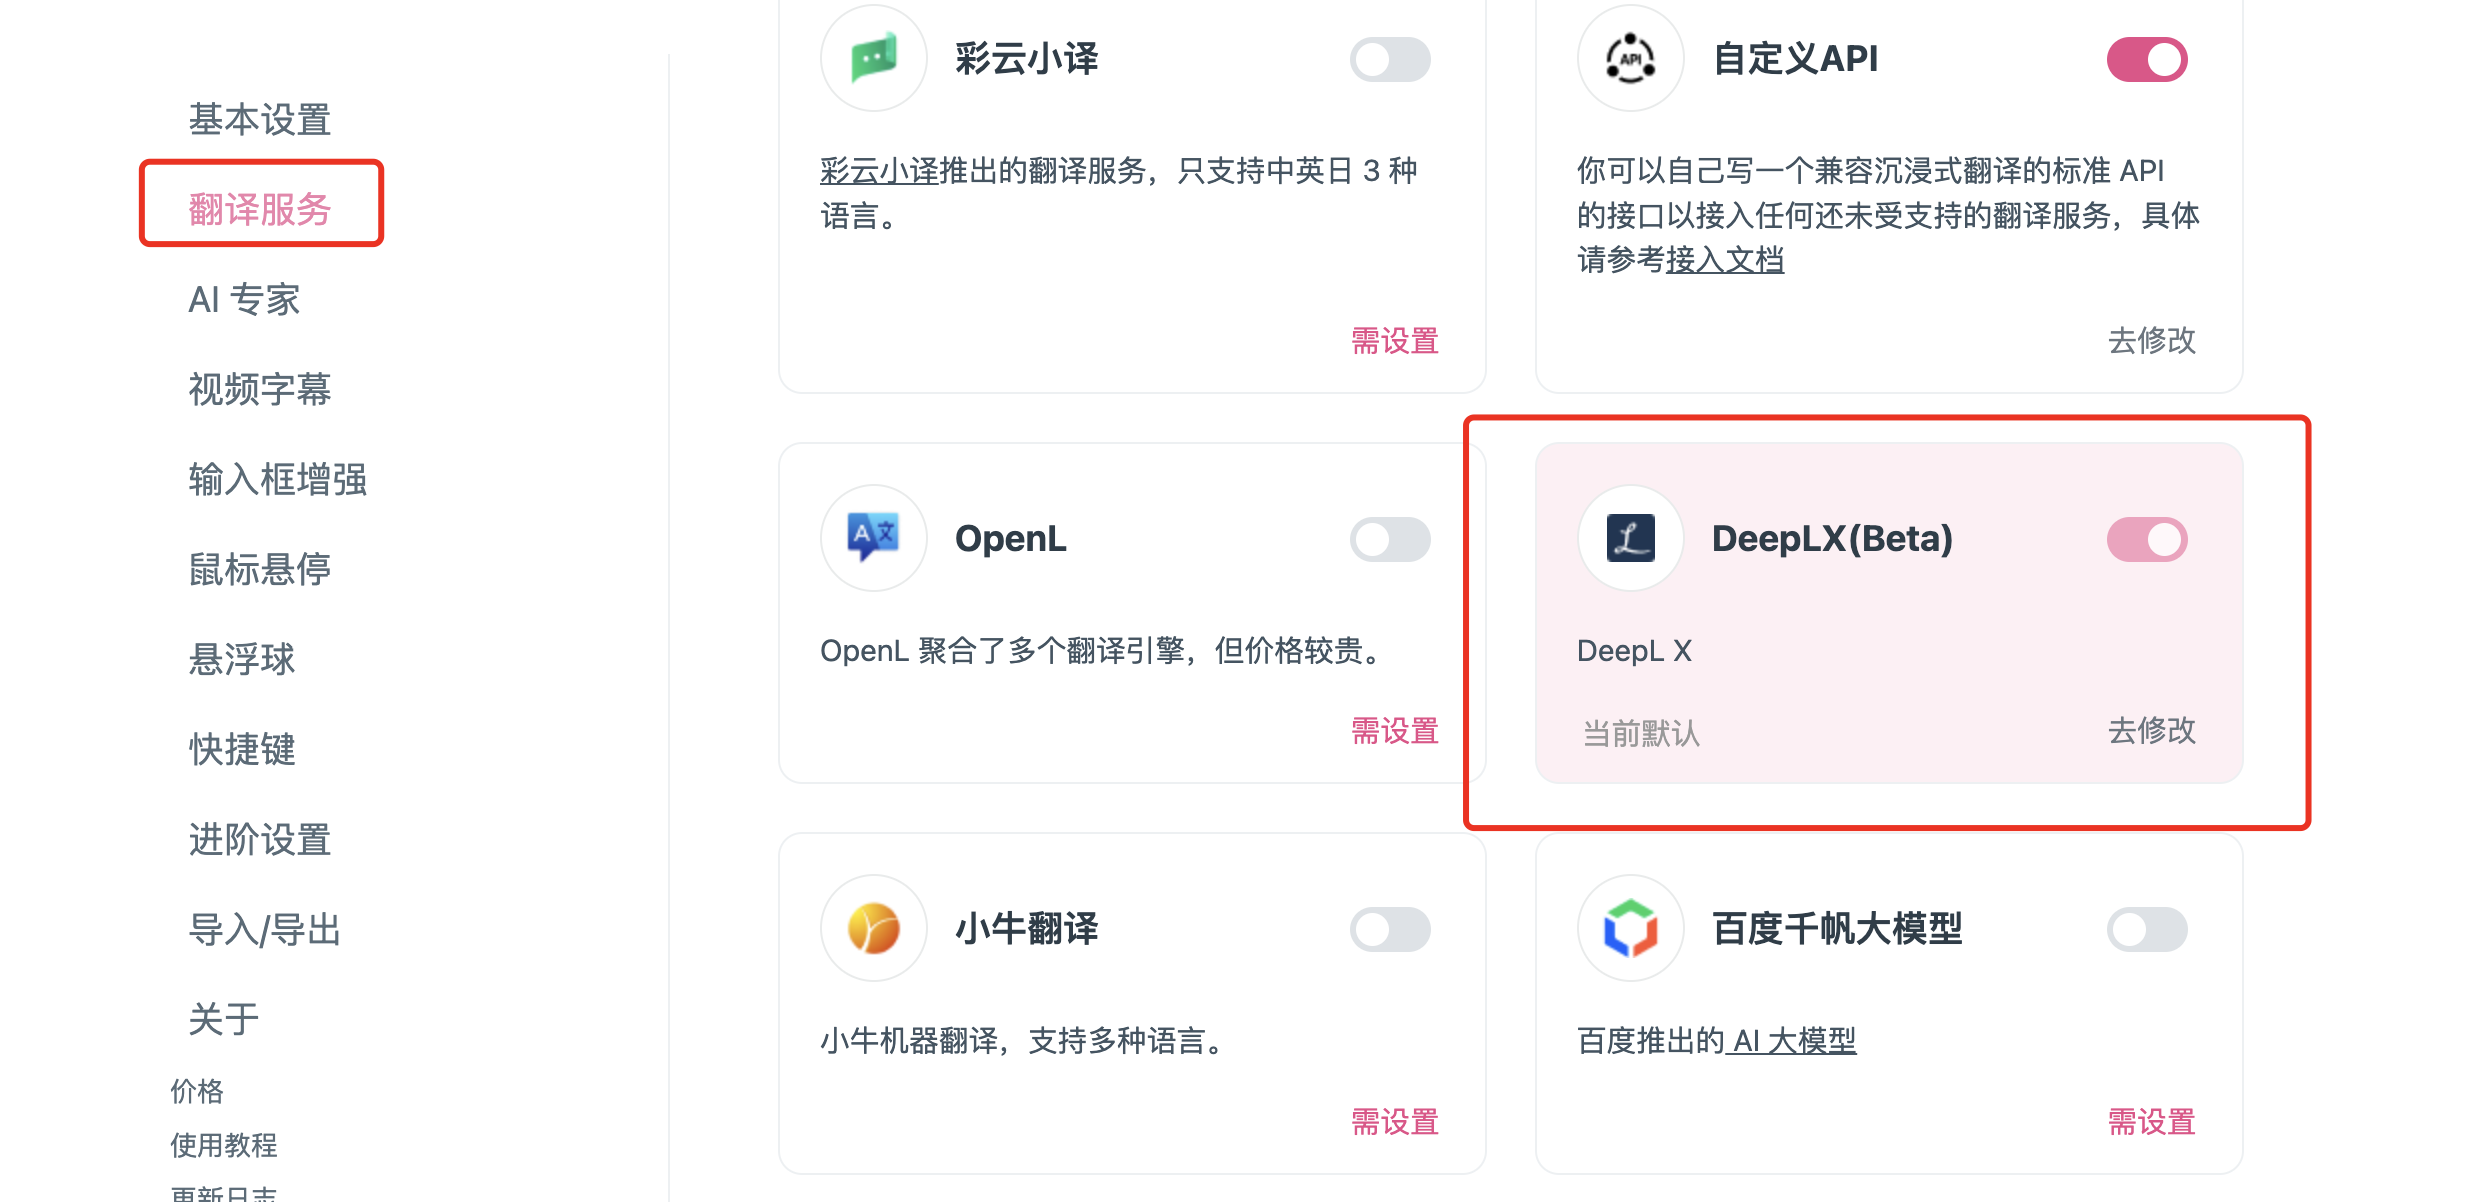 基本设置
翻译服务
AI 专家
视频字幕
输入框增强
鼠标悬停
悬浮球
快捷键
进阶设置
导入/导出
关于
价格
使用教程
更新日志
彩云小译
彩云小译推出的翻译服务，只支持中英日 3 种
语言。
需设置
API
自定义API
你可以自己写一个兼容沉浸式翻译的标准 API
的接口以接入任何还未受支持的翻译服务，具体
请参考接入文档
去修改
A 文
OpenL
OpenL 聚合了多个翻译引擎，但价格较贵。
需设置
L
DeepLX(Beta)
DeepL X
当前默认
去修改
小牛翻译
小牛机器翻译，支持多种语言。
需设置
百度千帆大模型
百度推出的 AI 大模型
需设置